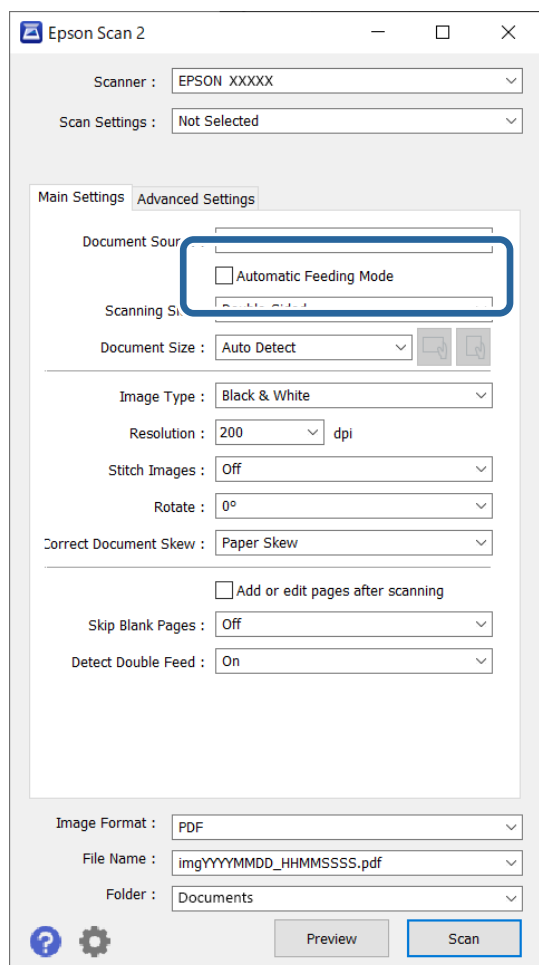 Epson Scan 2
Scanner : EPSON XXXXX
Scan Settings : Not Selected
Main Settings Advanced Settings
Document
Automatic Feeding Mode
Scanning
Document Size : Auto Detect
Image Type : Black & White
Resolution : 200 dpi
Stitch Images : Off
Rotate : 0°
Correct Document Skew : Paper Skew
Add or edit pages after scanning
Skip Blank Pages : Off
Detect Double Feed : On
Image Format : PDF
File Name : imgYYYYMMDD_HHMMSSSS.pdf
Folder : Documents
Preview Scan